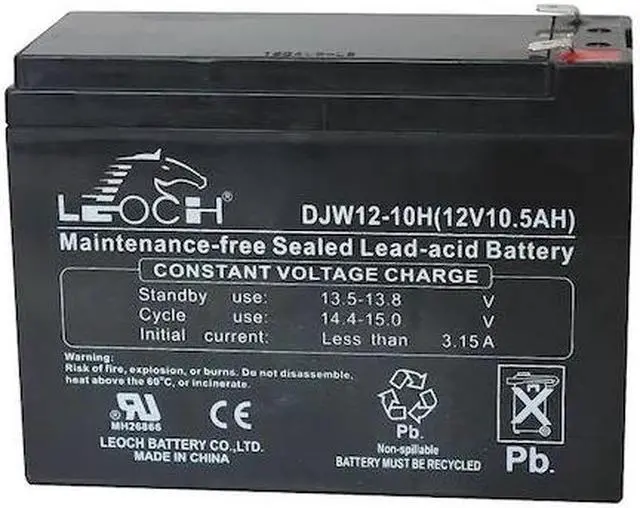 LEOCH®
DJW12-10H(12V10.5AH)
Maintenance-free Sealed Lead-acid Battery
CONSTANT VOLTAGE CHARGE
Standby use: 13.5-13.8 V
Cycle use: 14.4-15.0 V
Initial current: Less than 3.15A
Warning:
Risk of fire, explosion, or burns. Do not disassemble,
heat above the 60°C, or incinerate.
MH26866
CE
LEOCH BATTERY CO.,LTD.
MADE IN CHINA
Pb.
Non-spillable
BATTERY MUST BE RECYCLED
Pb.